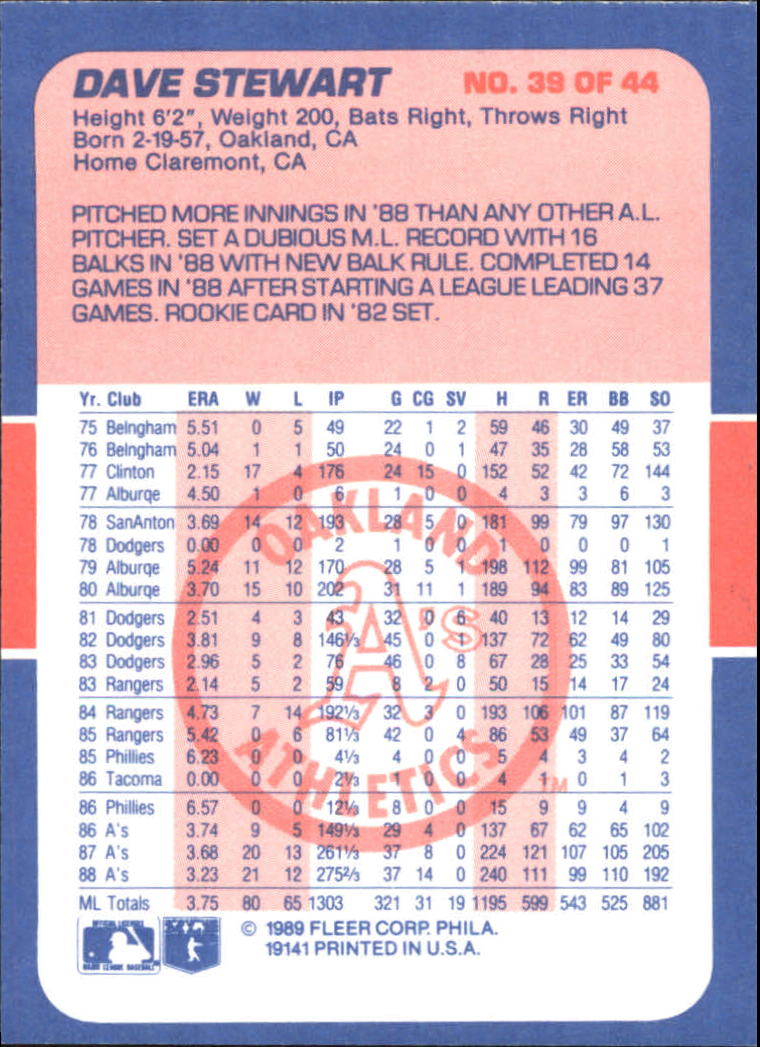 DAVE STEWART NO. 39 OF 44
Height 6'2", Weight 200, Bats Right, Throws Right
Born 2-19-57, Oakland, CA
Home Claremont, CA
PITCHED MORE INNINGS IN '88 THAN ANY OTHER A.L.
PITCHER. SET A DUBIOUS M.L. RECORD WITH 16
BALKS IN '88 WITH NEW BALK RULE. COMPLETED 14
GAMES IN '88 AFTER STARTING A LEAGUE LEADING 37
GAMES. ROOKIE CARD IN '82 SET.
Yr. Club ERA W L IP G CG SV H R ER BB SO
75 Belngham 5.51 0 5 49 22 1 2 59 46 30 49 37
76 Belngham 5.04 1 1 50 24 0 1 47 35 28 58 53
77 Clinton 2.15 17 4 176 24 15 0 152 52 42 72 144
77 Alburqe 4.50 1 0 6 1 0 0 4 3 3 6 3
78 SanAnton 3.69 14 12 193 28 5 0 181 99 79 97 130
78 Dodgers 0.00 0 0 2 1 0 0 1 0 0 0 1
79 Alburqe 5.24 11 12 170 28 5 1 198 112 99 81 105
80 Alburqe 3.70 15 10 202 31 11 1 189 94 83 89 125
81 Dodgers 2.51 4 3 43 32 0 6 40 13 12 14 29
82 Dodgers 3.81 9 8 146⅓ 45 0 1 137 72 62 49 80
83 Dodgers 2.96 5 2 76 46 0 8 67 28 25 33 54
83 Rangers 2.14 5 2 59 8 2 0 50 15 14 17 24
84 Rangers 4.73 7 14 192⅓ 32 3 0 193 106 101 87 119
85 Rangers 5.42 0 6 81⅓ 42 0 4 86 53 49 37 64
85 Phillies 6.23 0 0 4⅓ 4 0 0 5 4 3 4 2
86 Tacoma 0.00 0 0 2⅓ 1 0 0 4 1 0 1 3
86 Phillies 6.57 0 0 12⅓ 8 0 0 15 9 9 4 9
86 A's 3.74 9 5 149⅓ 29 4 0 137 67 62 65 102
87 A's 3.68 20 13 261⅓ 37 8 0 224 121 107 105 205
88 A's 3.23 21 12 275⅔ 37 14 0 240 111 99 110 192
ML Totals 3.75 80 65 1303 321 31 19 1195 599 543 525 881
OAKLAND
A's
ATHLETICS
TM
© 1989 FLEER CORP. PHILA.
19141 PRINTED IN U.S.A.
MAJOR LEAGUE BASEBALL